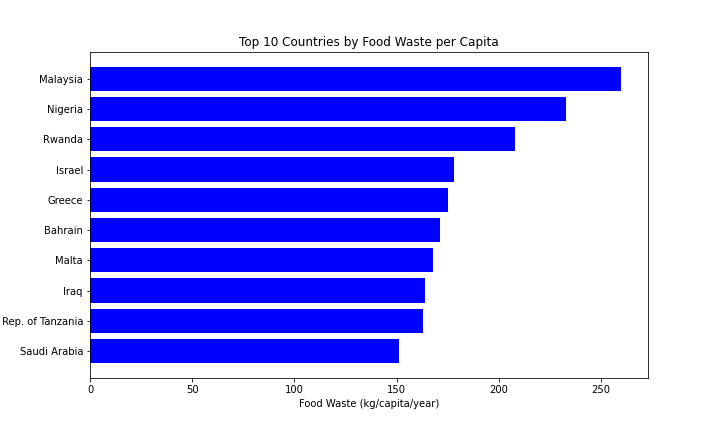 Top 10 Countries by Food Waste per Capita
Malaysia
Nigeria
Rwanda
Israel
Greece
Bahrain
Malta
Iraq
Rep. of Tanzania
Saudi Arabia
0 50 100 150 200 250
Food Waste (kg/capita/year)